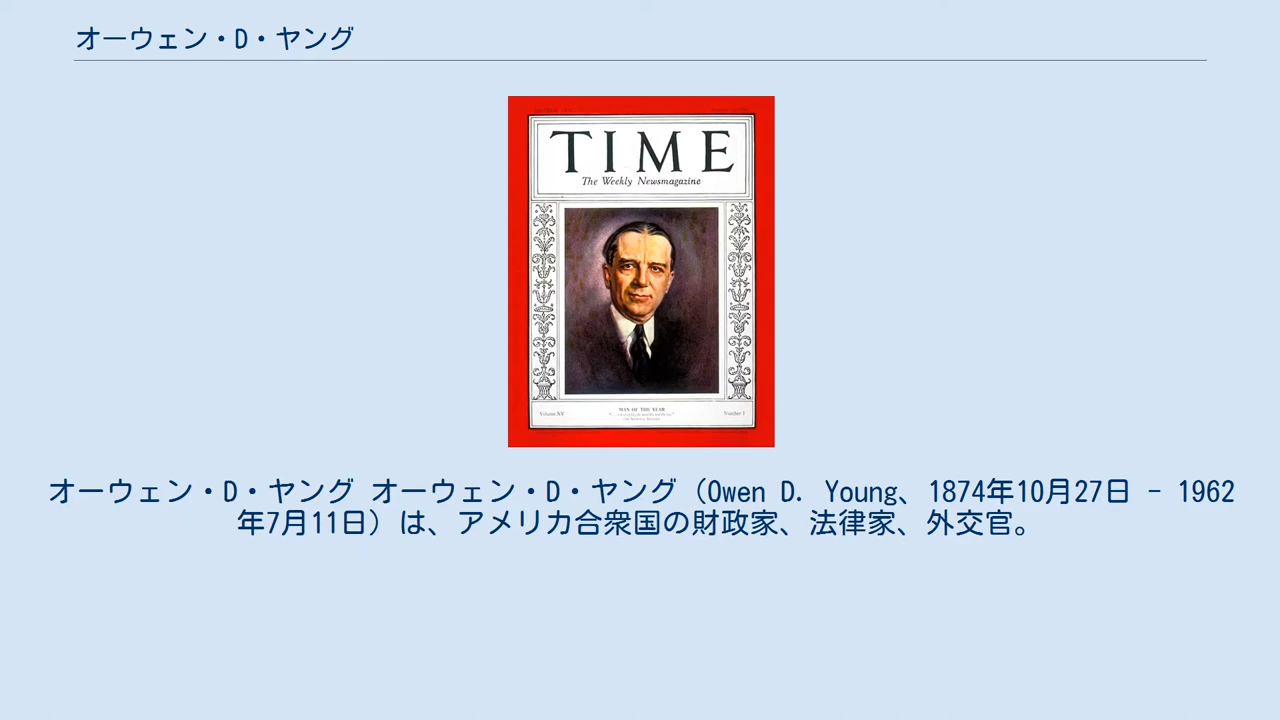 オーウェン・D・ヤング
TIME
The Weekly Newsmagazine
Volume XV
MAN OF THE YEAR
Number 1
オーウェン・D・ヤング オーウェン・D・ヤング（Owen D. Young、1874年10月27日 - 1962
年7月11日）は、アメリカ合衆国の財政家、法律家、外交官。